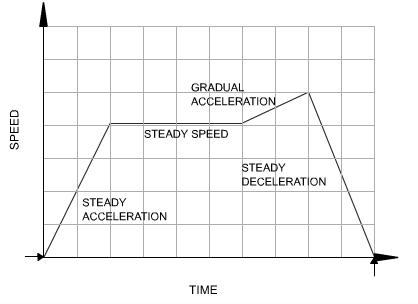 GRADUAL
ACCELERATION
SPEED
STEADY SPEED
STEADY
DECELERATION
STEADY
ACCELERATION
TIME